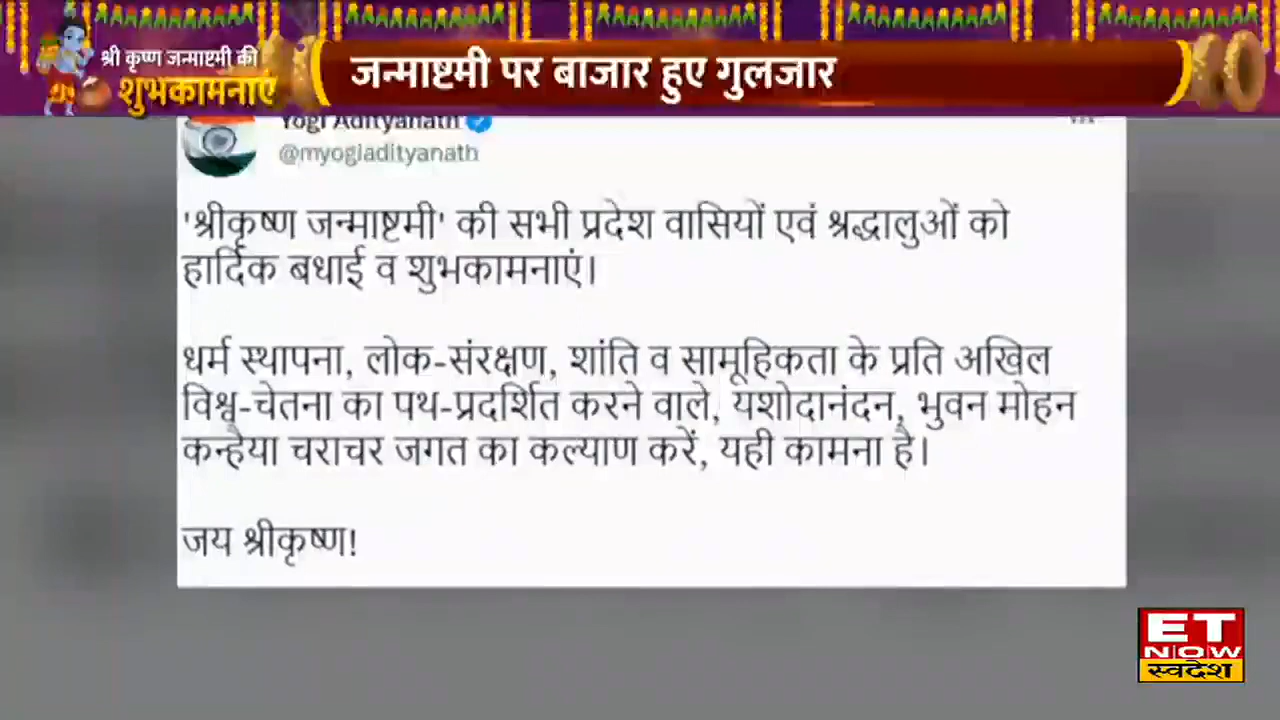 श्री कृष्ण जन्माष्टमी की
शुभकामनाएं
जन्माष्टमी पर बाजार हुए गुलजार
Yogi Adityanath
@myogiadityanath
'श्रीकृष्ण जन्माष्टमी' की सभी प्रदेश वासियों एवं श्रद्धालुओं को
हार्दिक बधाई व शुभकामनाएं।
धर्म स्थापना, लोक-संरक्षण, शांति व सामूहिकता के प्रति अखिल
विश्व-चेतना का पथ-प्रदर्शित करने वाले, यशोदानंदन, भुवन मोहन
कन्हैया चराचर जगत का कल्याण करें, यही कामना है।
जय श्रीकृष्ण!
ET
NOW
स्वदेश